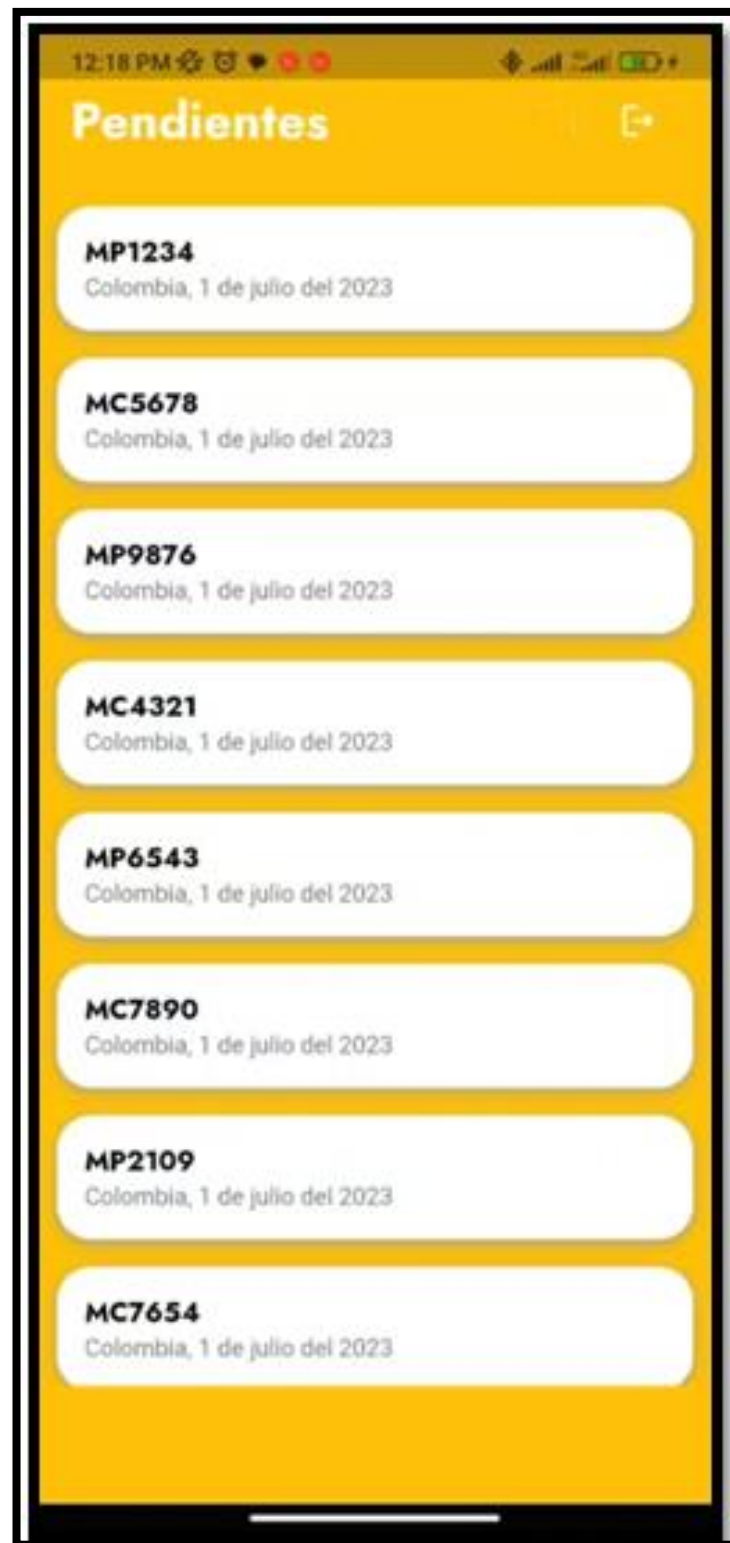 12:18 PM
Pendientes
MP1234
Colombia, 1 de julio del 2023
MC5678
Colombia, 1 de julio del 2023
MP9876
Colombia, 1 de julio del 2023
MC4321
Colombia, 1 de julio del 2023
MP6543
Colombia, 1 de julio del 2023
MC7890
Colombia, 1 de julio del 2023
MP2109
Colombia, 1 de julio del 2023
MC7654
Colombia, 1 de julio del 2023